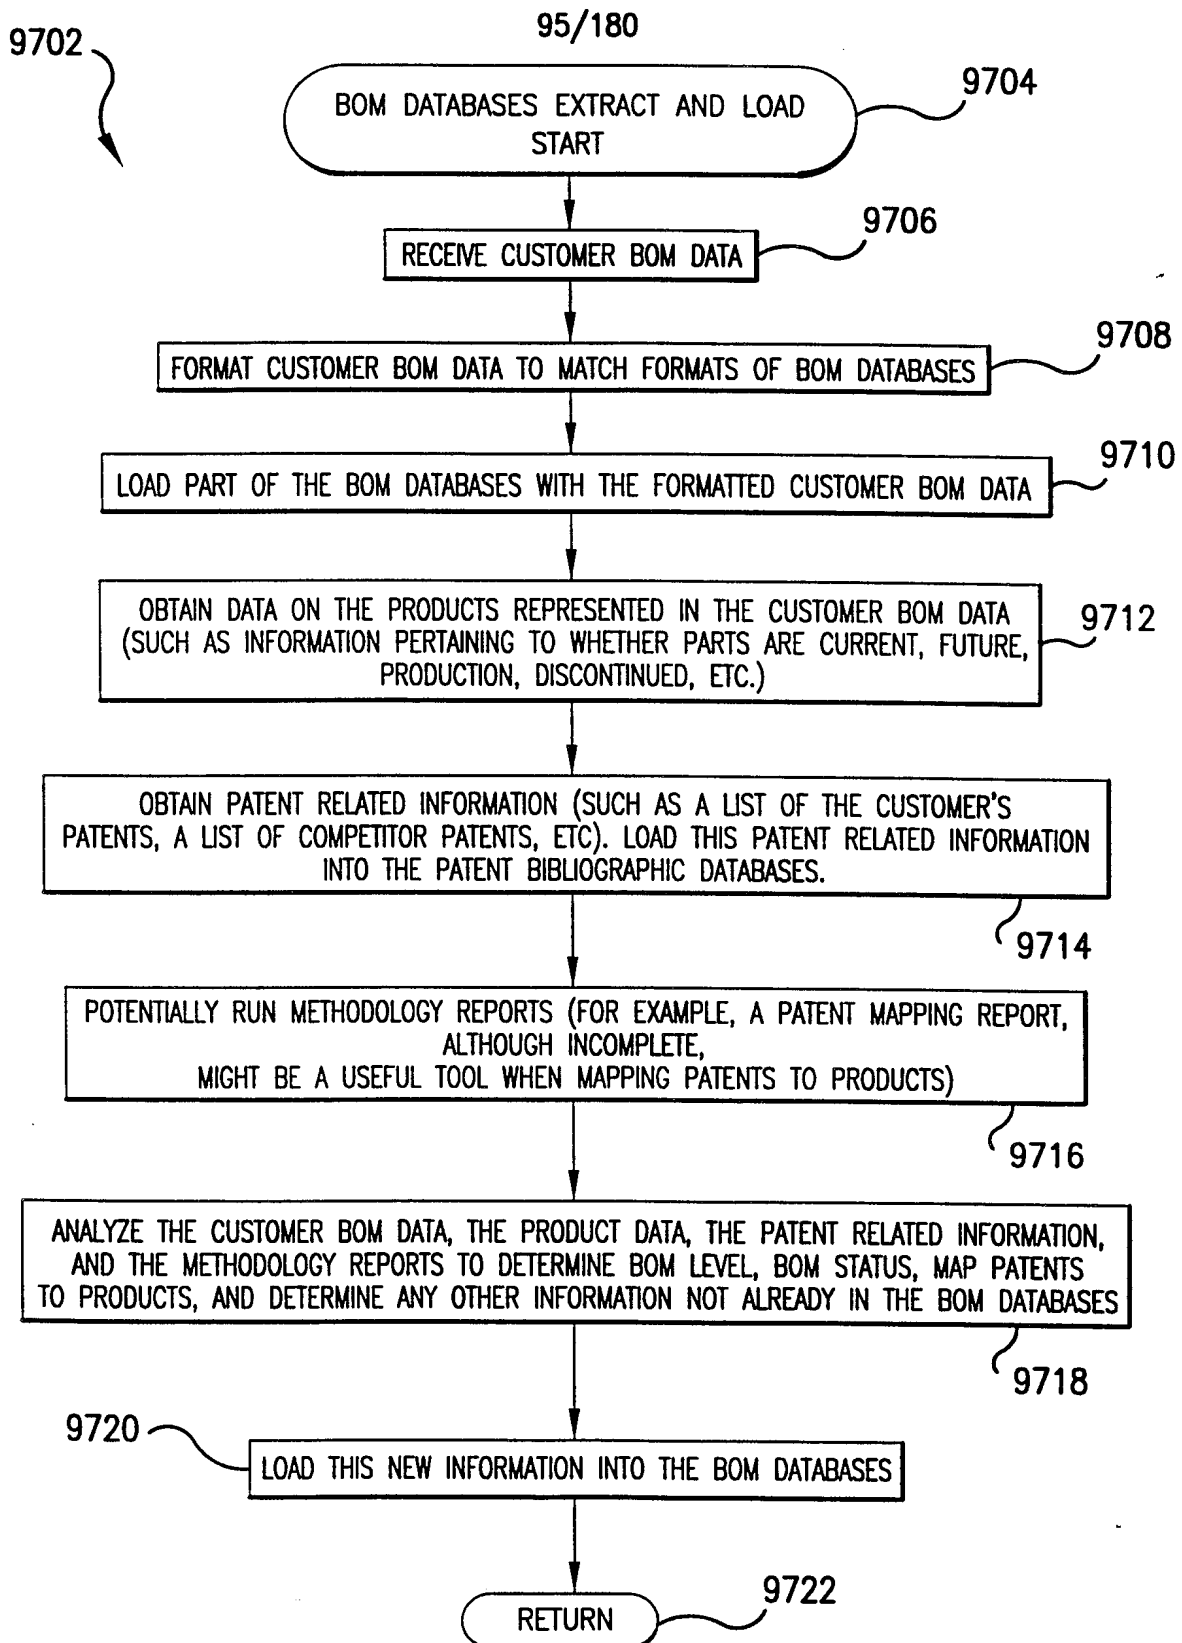 95/180
9702
BOM DATABASES EXTRACT AND LOAD
START
9704
RECEIVE CUSTOMER BOM DATA
9706
FORMAT CUSTOMER BOM DATA TO MATCH FORMATS OF BOM DATABASES
9708
LOAD PART OF THE BOM DATABASES WITH THE FORMATTED CUSTOMER BOM DATA
9710
OBTAIN DATA ON THE PRODUCTS REPRESENTED IN THE CUSTOMER BOM DATA
(SUCH AS INFORMATION PERTAINING TO WHETHER PARTS ARE CURRENT, FUTURE,
PRODUCTION, DISCONTINUED, ETC.)
9712
OBTAIN PATENT RELATED INFORMATION (SUCH AS A LIST OF THE CUSTOMER'S
PATENTS, A LIST OF COMPETITOR PATENTS, ETC). LOAD THIS PATENT RELATED INFORMATION
INTO THE PATENT BIBLIOGRAPHIC DATABASES.
9714
POTENTIALLY RUN METHODOLOGY REPORTS (FOR EXAMPLE, A PATENT MAPPING REPORT,
ALTHOUGH INCOMPLETE,
MIGHT BE A USEFUL TOOL WHEN MAPPING PATENTS TO PRODUCTS)
9716
ANALYZE THE CUSTOMER BOM DATA, THE PRODUCT DATA, THE PATENT RELATED INFORMATION,
AND THE METHODOLOGY REPORTS TO DETERMINE BOM LEVEL, BOM STATUS, MAP PATENTS
TO PRODUCTS, AND DETERMINE ANY OTHER INFORMATION NOT ALREADY IN THE BOM DATABASES
9718
9720
LOAD THIS NEW INFORMATION INTO THE BOM DATABASES
RETURN
9722